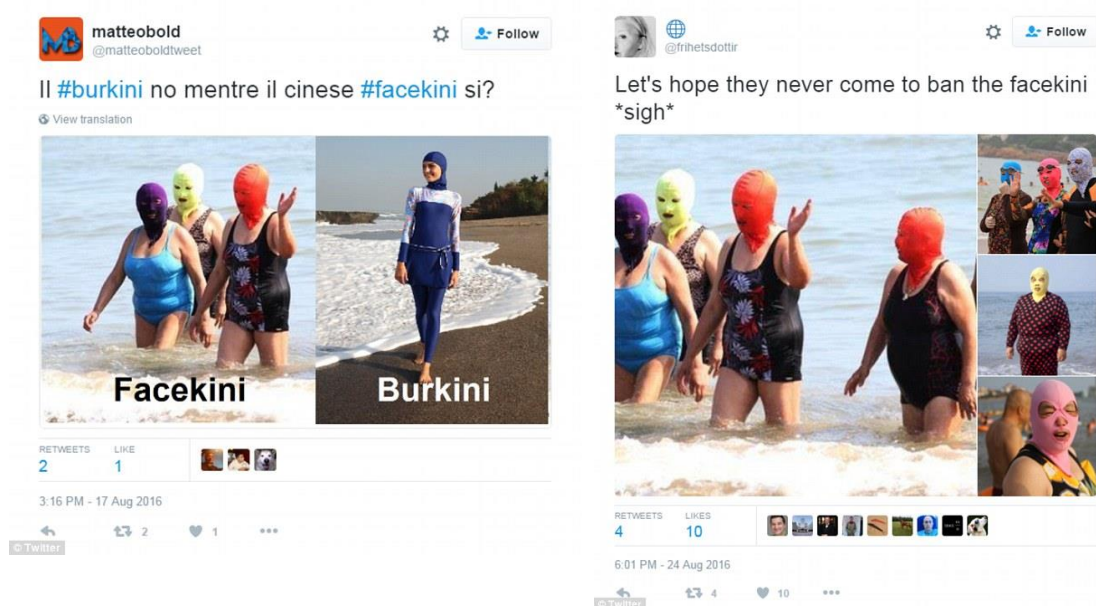 matteobold
@matteoboldtweet
Follow
Il #burkini no mentre il cinese #facekini si?
View translation
Facekini
Burkini
RETWEETS
2
LIKE
1
3:16 PM - 17 Aug 2016
2
1
© Twitter
@frihetsdottir
Follow
Let's hope they never come to ban the facekini
*sigh*
RETWEETS
4
LIKES
10
6:01 PM - 24 Aug 2016
4
10
© Twitter